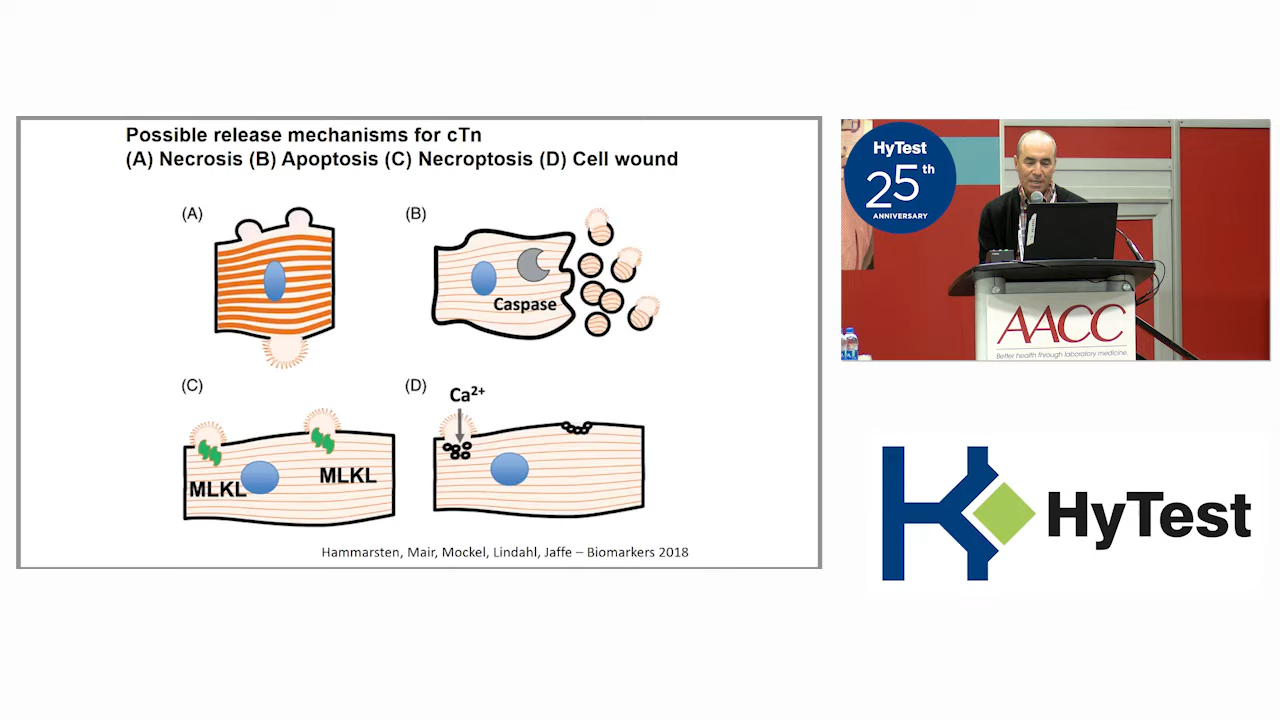 Possible release mechanisms for cTn
(A) Necrosis (B) Apoptosis (C) Necroptosis (D) Cell wound
(A)
(B)
Caspase
(C)
(D)
Ca2+
MLKL
MLKL
Hammarsten, Mair, Mockel, Lindahl, Jaffe – Biomarkers 2018
HyTest
25th
ANNIVERSARY
AACC
Better health through laboratory medicine.
HyTest